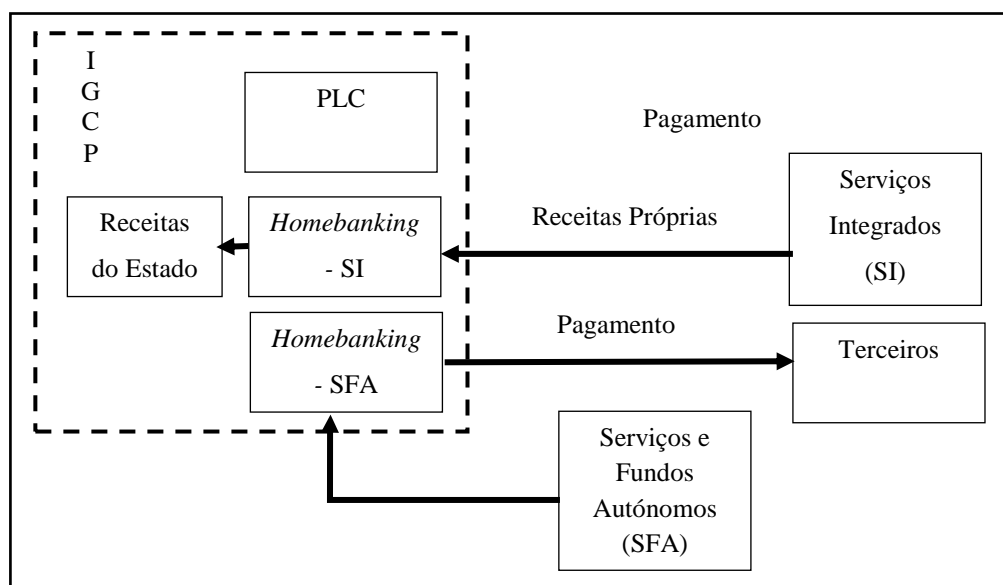 I
G
C
P
PLC
Pagamento
Receitas
do Estado
Homebanking
- SI
Receitas Próprias
Serviços
Integrados
(SI)
Homebanking
- SFA
Pagamento
Terceiros
Serviços e
Fundos
Autónomos
(SFA)